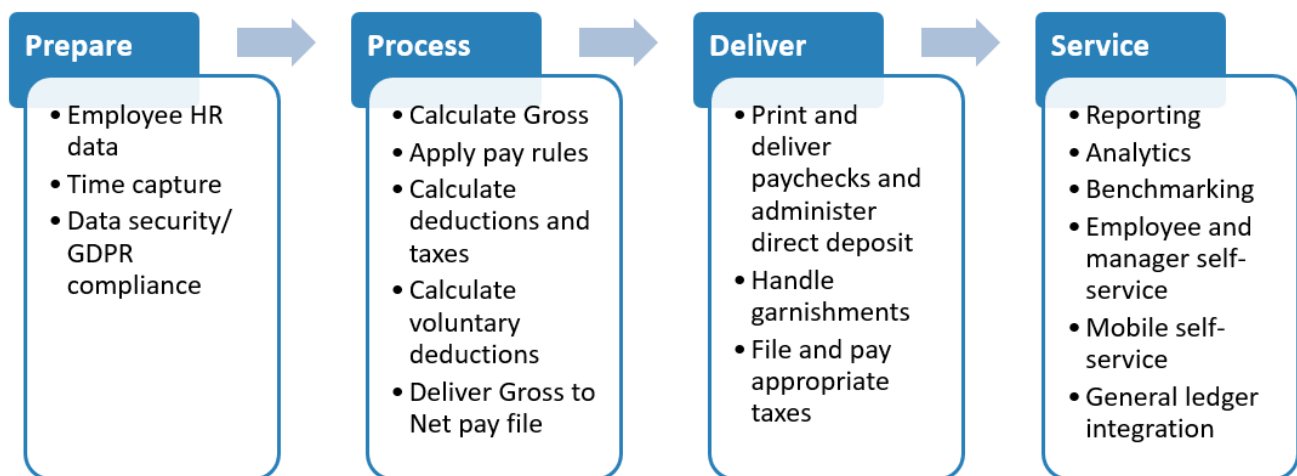 Prepare
• Employee HR
data
• Time capture
• Data security/
GDPR
compliance
Process
• Calculate Gross
• Apply pay rules
• Calculate
deductions and
taxes
• Calculate
voluntary
deductions
• Deliver Gross to
Net pay file
Deliver
• Print and
deliver
paychecks and
administer
direct deposit
• Handle
garnishments
• File and pay
appropriate
taxes
Service
• Reporting
• Analytics
• Benchmarking
• Employee and
manager self-
service
• Mobile self-
service
• General ledger
integration